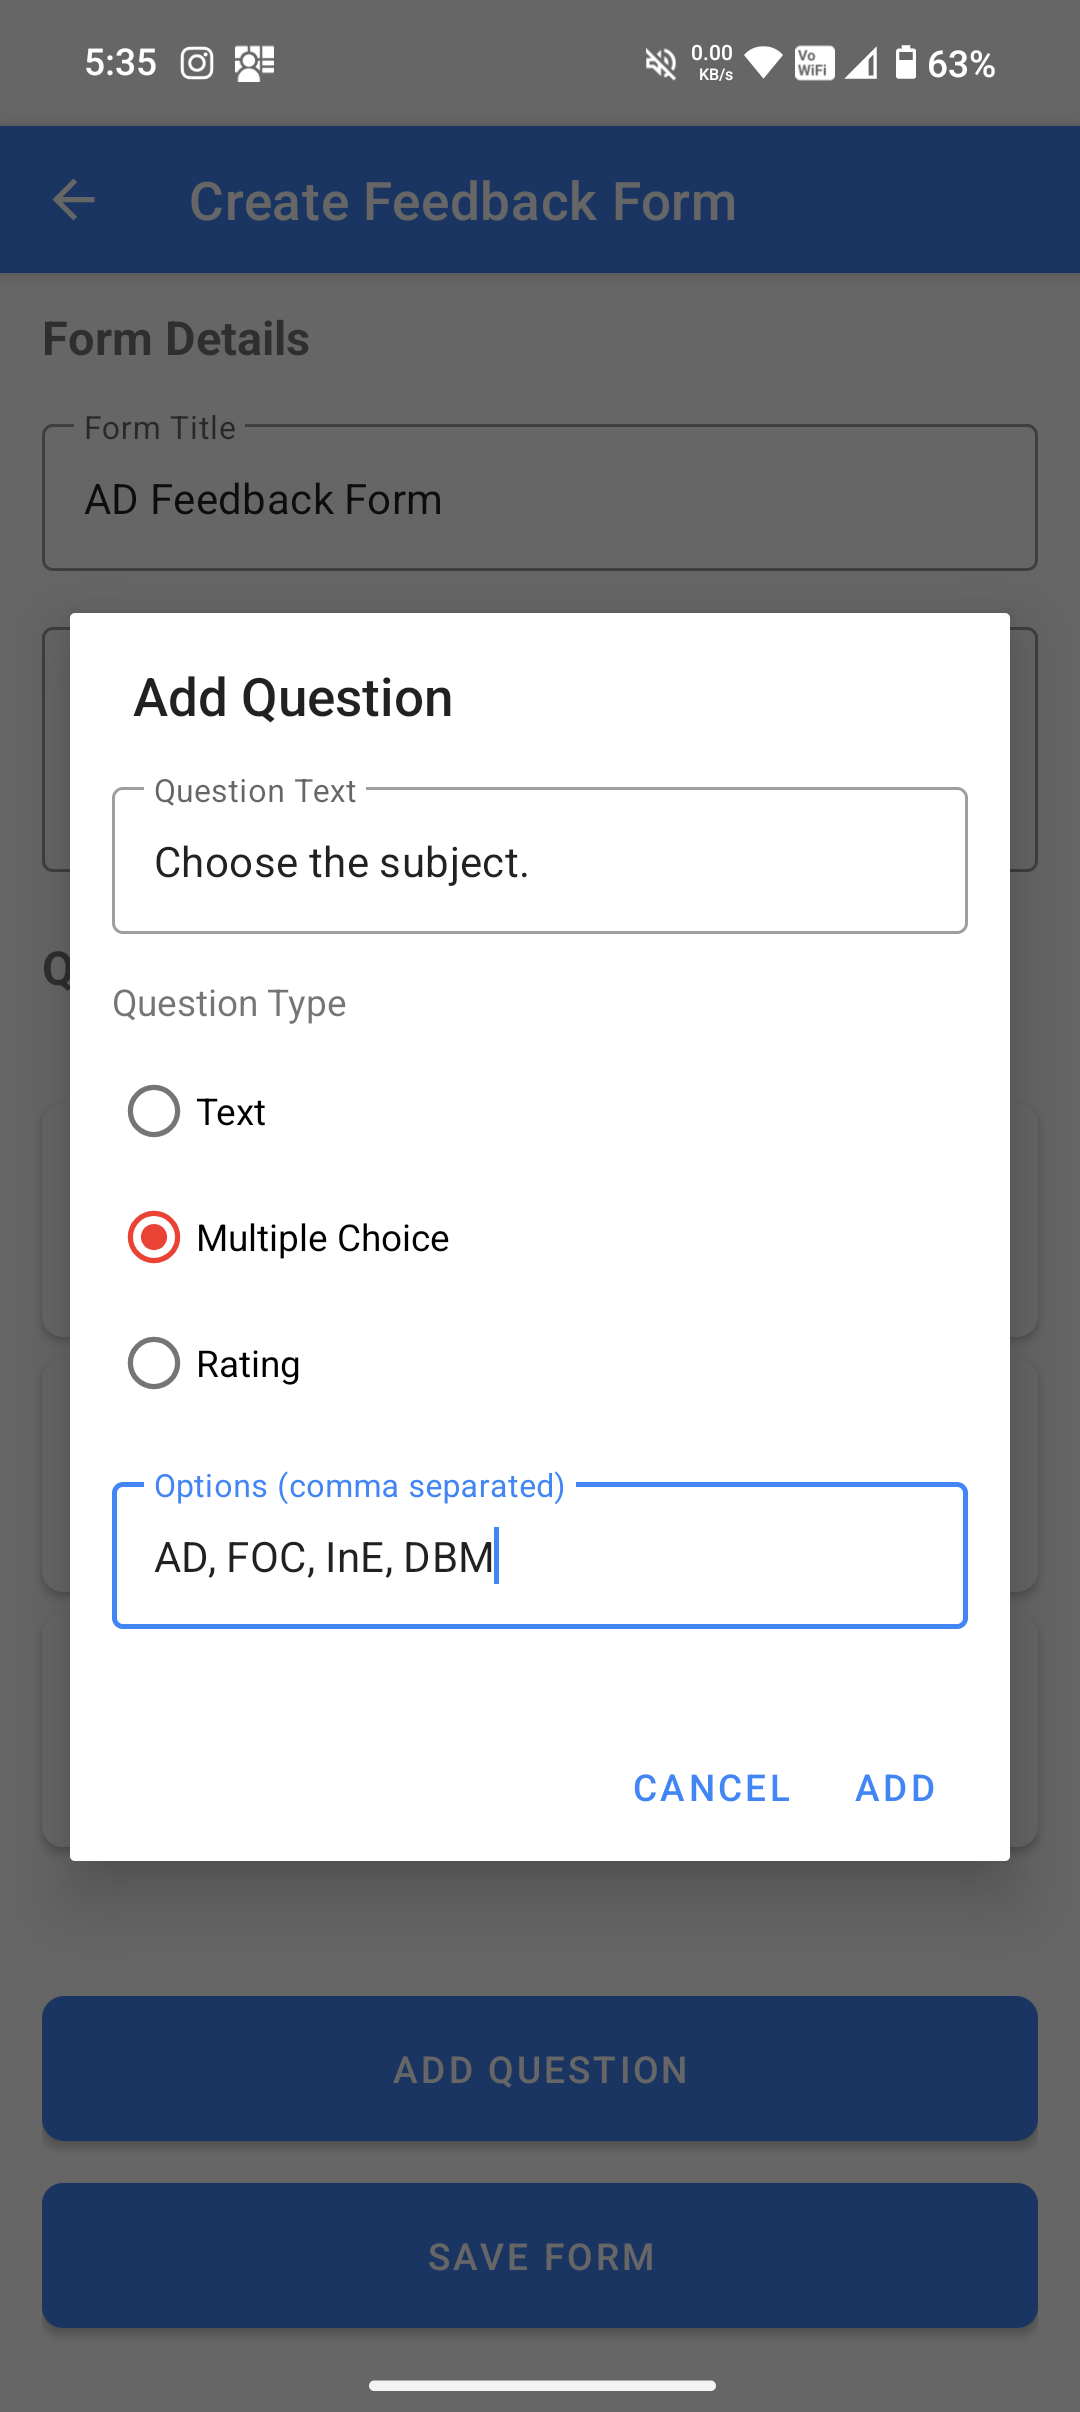 5:35 0.00 KB/s Vo WiFi 63%
Create Feedback Form
Form Details
Form Title
AD Feedback Form
Add Question
Question Text
Choose the subject.
Q
Question Type
Text
Multiple Choice
Rating
Options (comma separated)
AD, FOC, InE, DBM
CANCEL ADD
ADD QUESTION
SAVE FORM